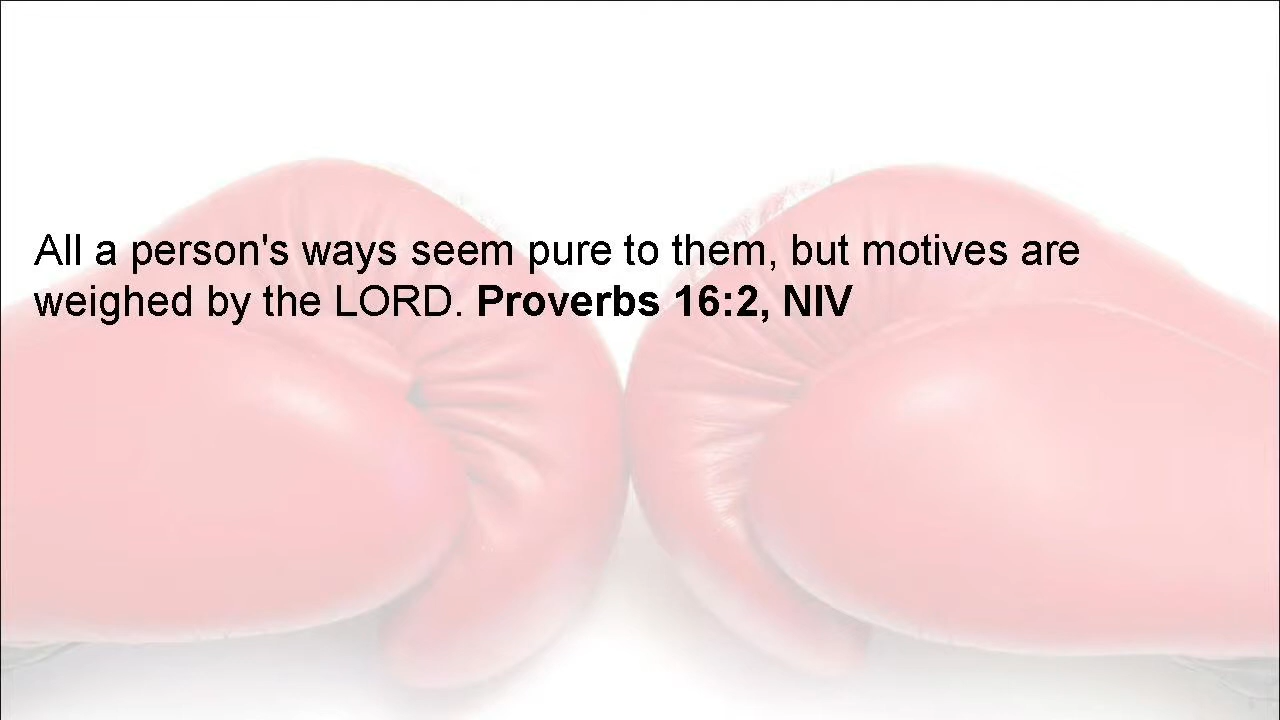 All a person's ways seem pure to them, but motives are
weighed by the LORD. Proverbs 16:2, NIV